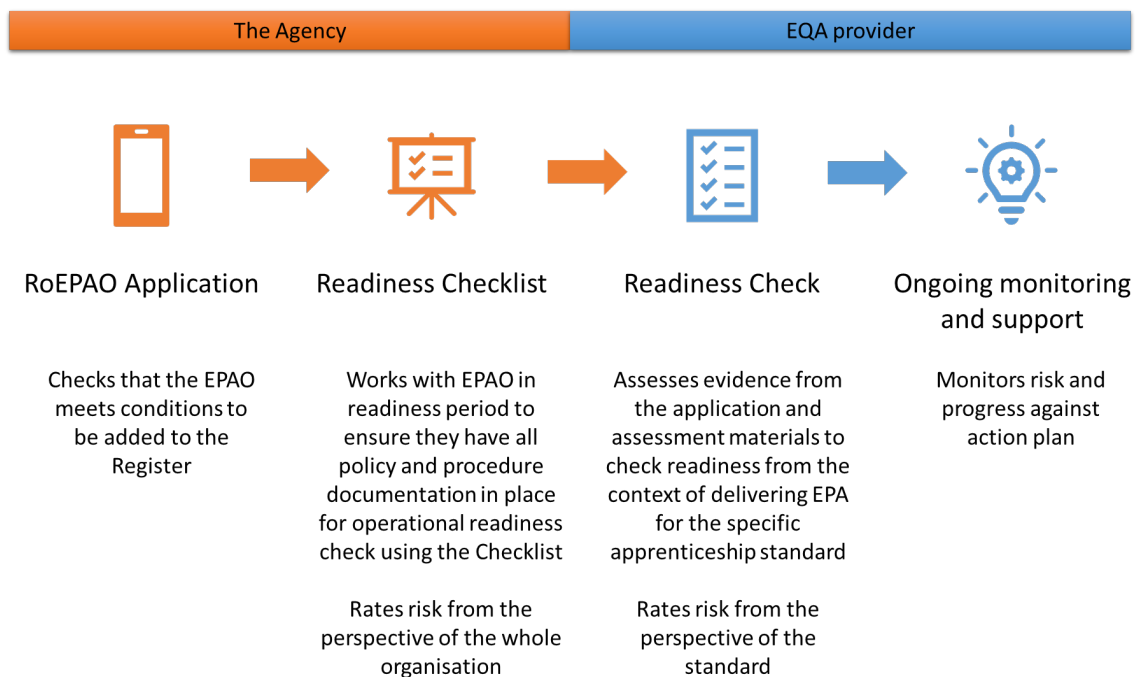 The Agency
EQA provider
RoEPAO Application
Readiness Checklist
Readiness Check
Ongoing monitoring
and support
Checks that the EPAO
meets conditions to
be added to the
Register
Works with EPAO in
readiness period to
ensure they have all
policy and procedure
documentation in place
for operational readiness
check using the Checklist
Rates risk from the
perspective of the whole
organisation
Assesses evidence from
the application and
assessment materials to
check readiness from the
context of delivering EPA
for the specific
apprenticeship standard
Rates risk from the
perspective of the
standard
Monitors risk and
progress against
action plan